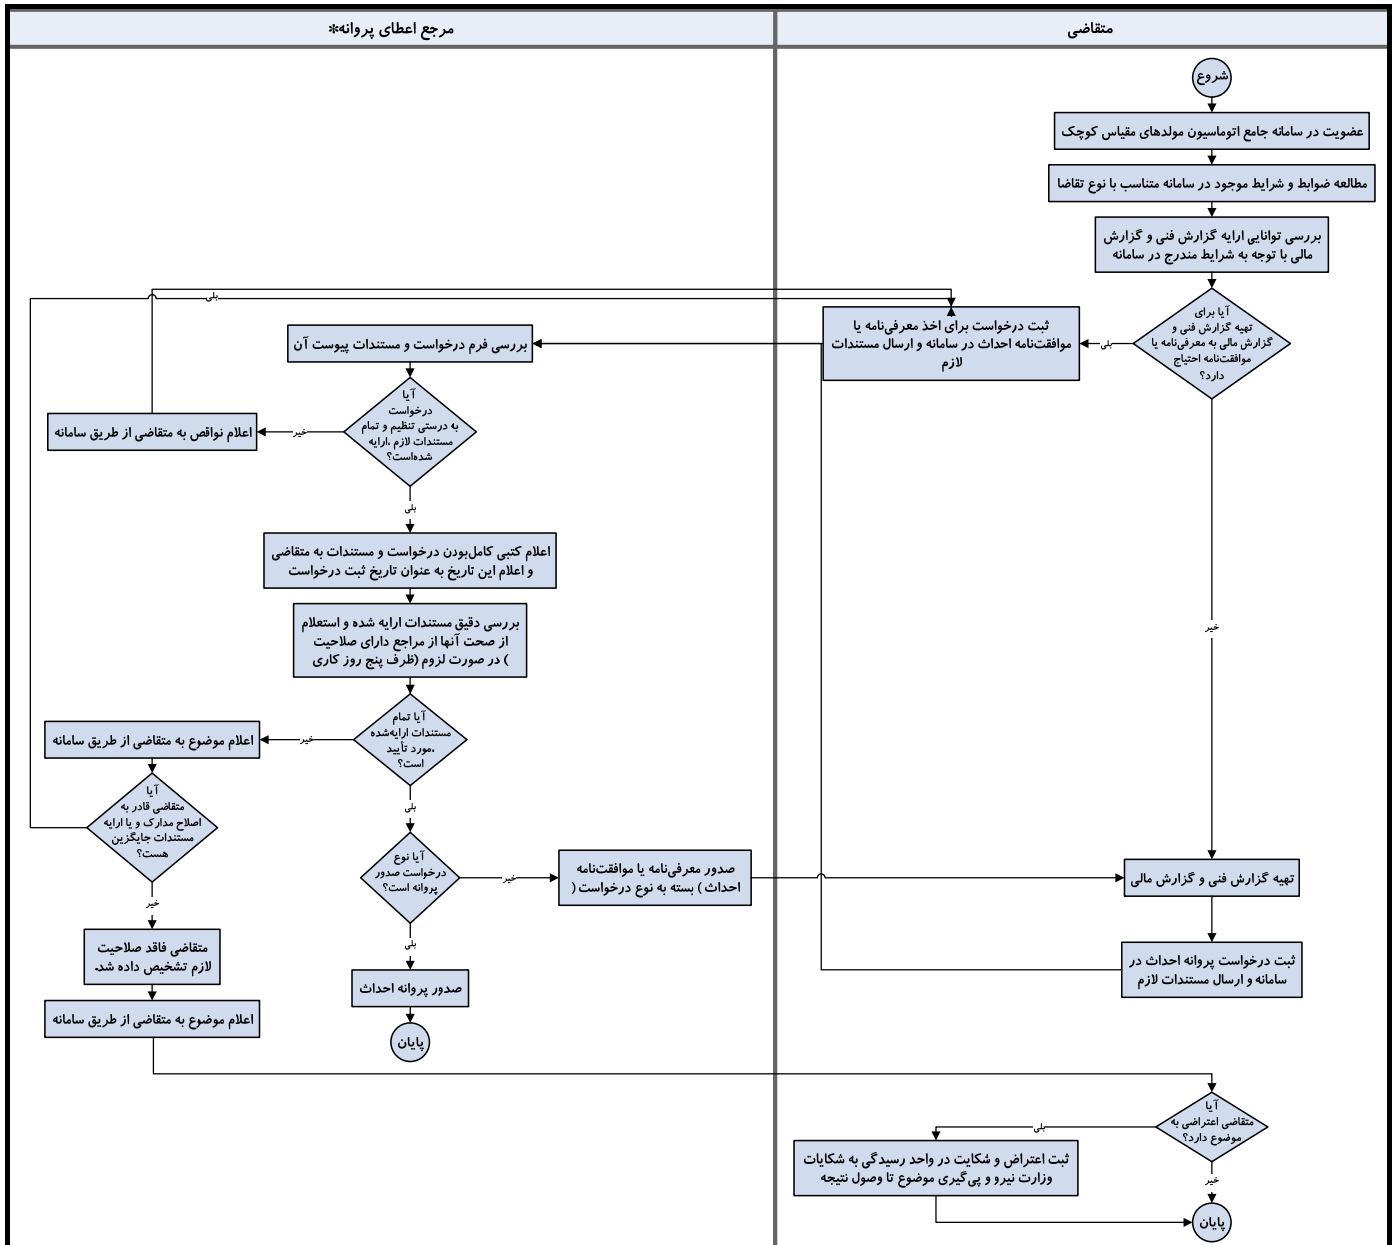 متقاضی
مرجع اعطای پروانه*
شروع
عضویت در سامانه جامع اتوماسیون مولدهای مقیاس کوچک
مطالعه ضوابط و شرایط موجود در سامانه متناسب با نوع تقاضا
بررسی توانایی ارایه گزارش فنی و گزارش
مالی با توجه به شرایط مندرج در سامانه
آیا برای
تهیه گزارش فنی و
گزارش مالی به معرفی‌نامه یا
موافقت‌نامه احتیاج
دارد؟
بلی
خیر
ثبت درخواست برای اخذ معرفی‌نامه یا
موافقت‌نامه احداث در سامانه و ارسال مستندات
لازم
بلی
بررسی فرم درخواست و مستندات پیوست آن
آیا
درخواست
به درستی تنظیم و تمام
مستندات لازم ،ارایه
شده‌است؟
خیر
اعلام نواقص به متقاضی از طریق سامانه
بلی
اعلام کتبی کامل‌بودن درخواست و مستندات به متقاضی
و اعلام این تاریخ به عنوان تاریخ ثبت درخواست
بررسی دقیق مستندات ارایه شده و استعلام
از صحت آنها از مراجع دارای صلاحیت
) در صورت لزوم (ظرف پنج روز کاری
آیا تمام
مستندات ارایه‌شده
،مورد تأیید
است؟
خیر
اعلام موضوع به متقاضی از طریق سامانه
آیا
متقاضی قادر به
اصلاح مدارک و یا ارایه
مستندات جایگزین
هست؟
بلی
آیا نوع
درخواست صدور
پروانه است؟
خیر
صدور معرفی‌نامه یا موافقت‌نامه
احداث ) بسته به نوع درخواست (
تهیه گزارش فنی و گزارش مالی
خیر
متقاضی فاقد صلاحیت
لازم تشخیص داده شد.
بلی
صدور پروانه احداث
ثبت درخواست پروانه احداث در
سامانه و ارسال مستندات لازم
اعلام موضوع به متقاضی از طریق سامانه
پایان
آیا
متقاضی اعتراضی به
موضوع دارد؟
بلی
ثبت اعتراض و شکایت در واحد رسیدگی به شکایات
وزارت نیرو و پی‌گیری موضوع تا وصول نتیجه
خیر
پایان